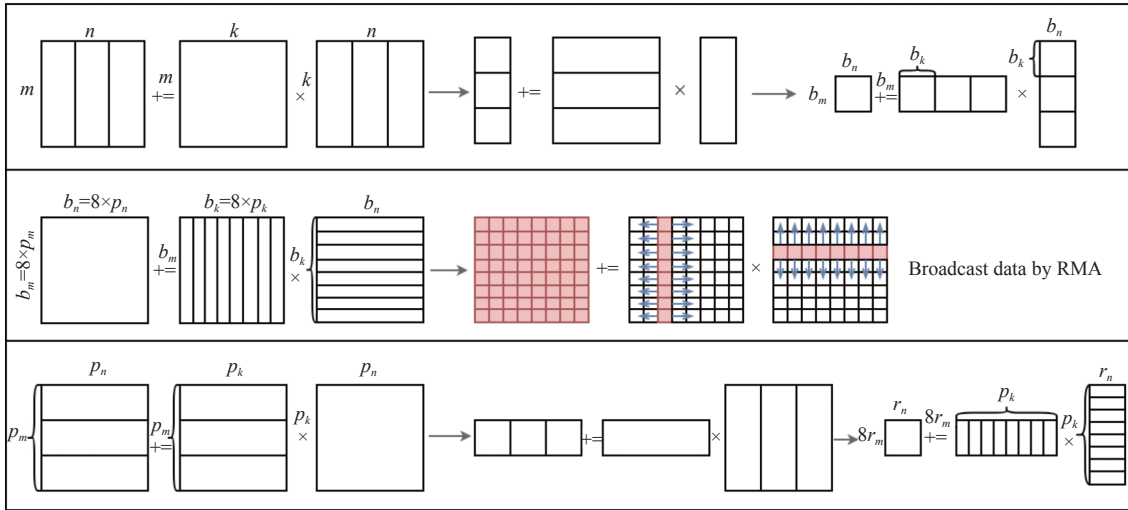 n k n
m += m × k
+= ×
b_n b_n
b_m += b_m b_k × b_k
b_n=8×p_n b_k=8×p_k b_n
b_m=8×p_m += b_m × b_k
+= × Broadcast data by RMA
p_n p_k p_n
p_m += p_m × p_k
+= ×
r_n p_k r_n
8r_m += 8r_m × p_k